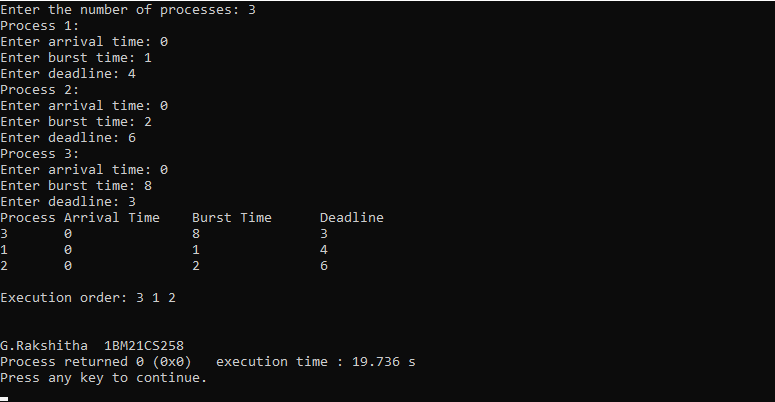 Enter the number of processes: 3
Process 1:
Enter arrival time: 0
Enter burst time: 1
Enter deadline: 4
Process 2:
Enter arrival time: 0
Enter burst time: 2
Enter deadline: 6
Process 3:
Enter arrival time: 0
Enter burst time: 8
Enter deadline: 3
Process Arrival Time    Burst Time      Deadline
3       0               8               3
1       0               1               4
2       0               2               6
Execution order: 3 1 2
G.Rakshitha  1BM21CS258
Process returned 0 (0x0)   execution time : 19.736 s
Press any key to continue.